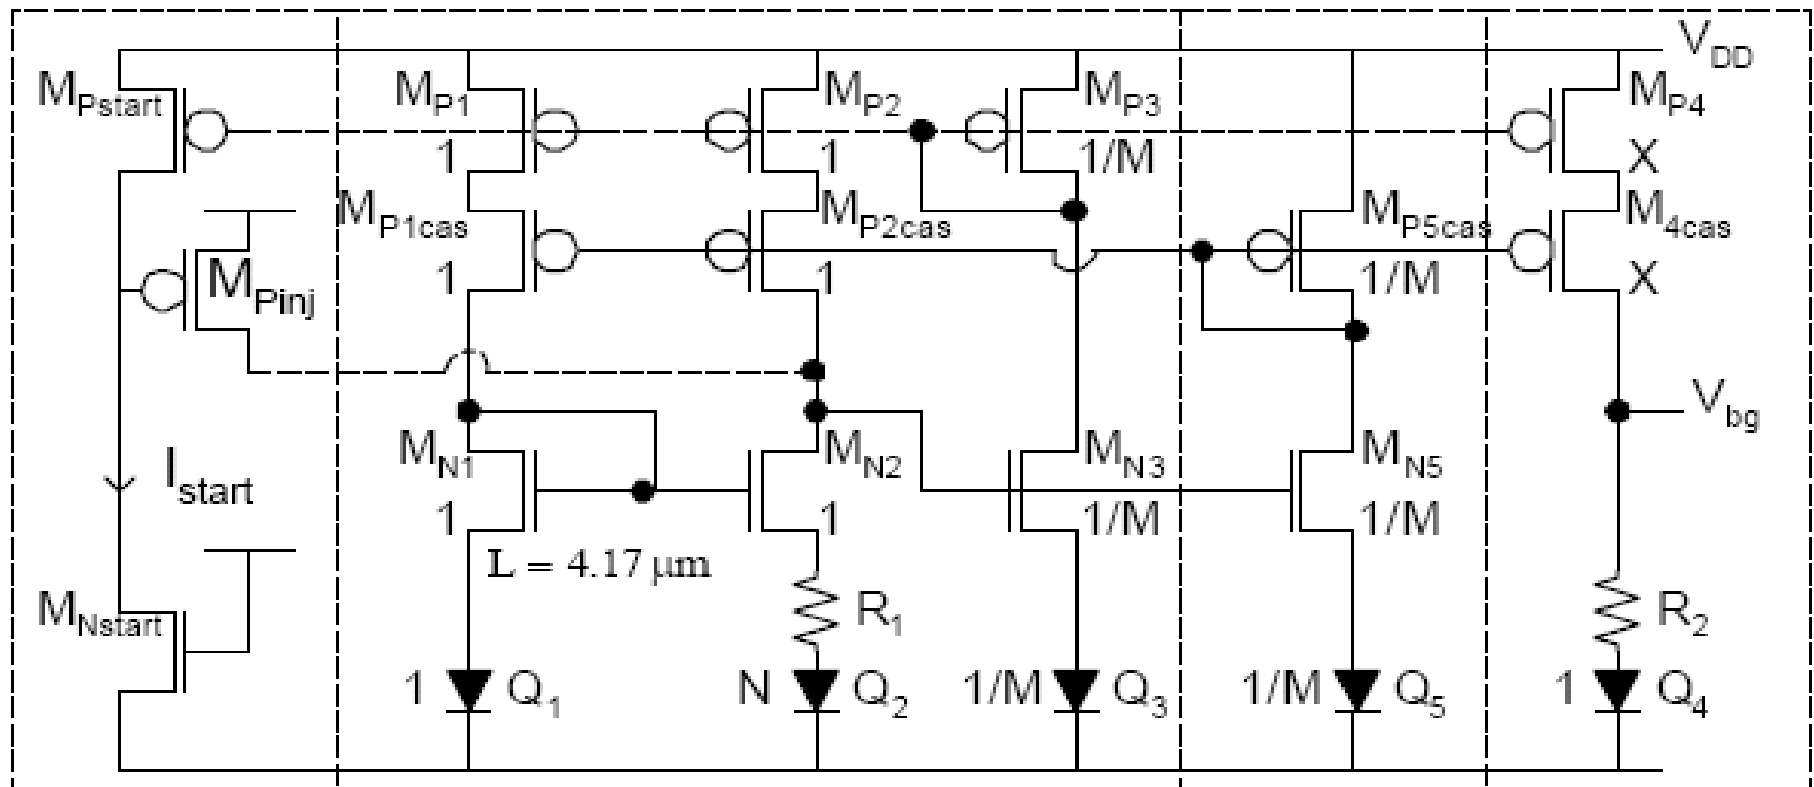 V_DD
M_Pstart M_P1 M_P2 M_P3 M_P4
1 1 1/M X
M_P1cas M_P2cas M_P5cas M_4cas
M_Pinj 1 1 1/M X
V_bg
I_start M_N1 M_N2 M_N3 M_N5
1 1 1/M 1/M
L = 4.17 μm
M_Nstart R_1 R_2
1 Q_1 N Q_2 1/M Q_3 1/M Q_5 1 Q_4